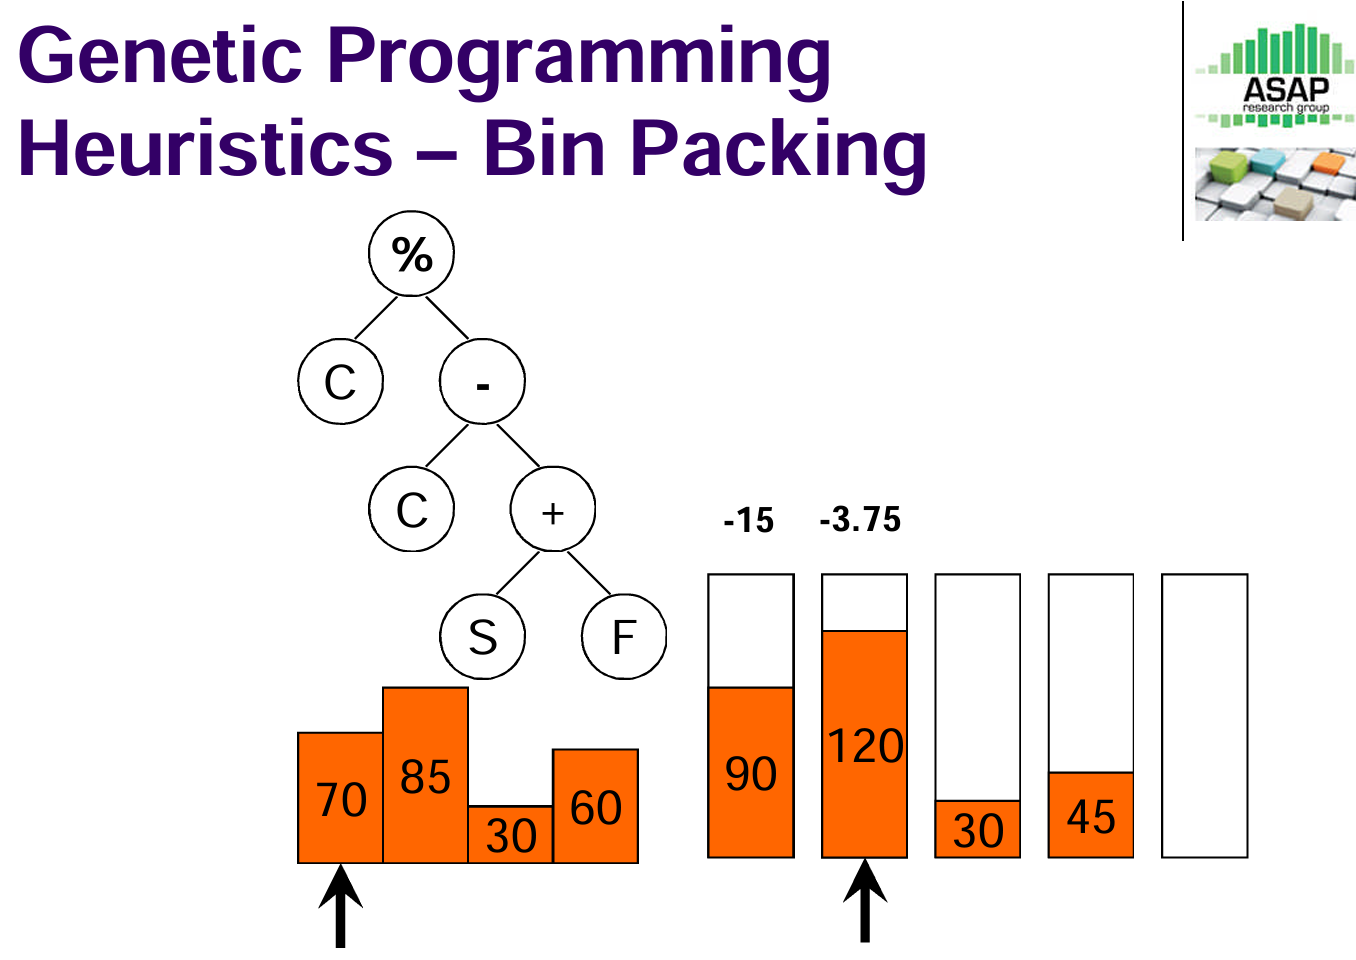 Genetic Programming
Heuristics – Bin Packing
ASAP
research group
%
C
-
C
+
S
F
-15
-3.75
70
85
30
60
90
120
30
45